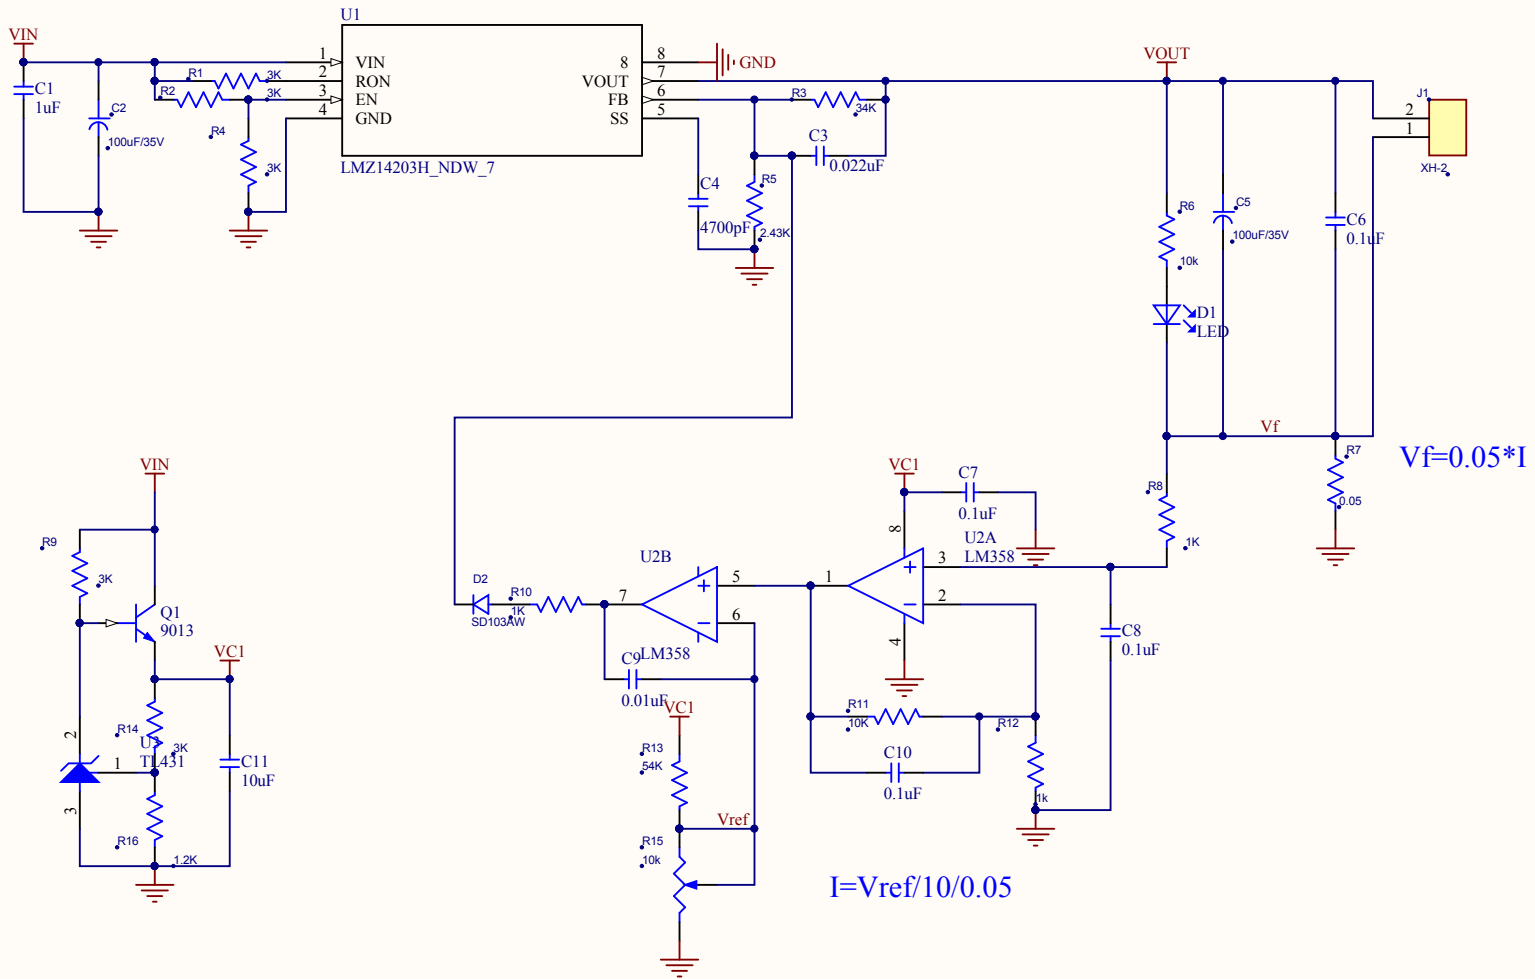 U1
VIN
1
VIN
8
8
GND
C1
1uF
R1
3K
2
RON
VOUT
7
VOUT
R2
3K
3
EN
FB
6
R3
34K
J1
C2
100uF/35V
4
GND
SS
5
2
1
R4
3K
LMZ14203H_NDW_7
C3
0.022uF
XH-2
C4
4700pF
R5
2.43K
R6
10k
C5
100uF/35V
C6
0.1uF
D1
LED
Vf
R7
0.05
Vf=0.05*I
VIN
VC1
C7
0.1uF
R8
1K
R9
3K
8
U2A
LM358
U2B
3
1
2
5
7
6
4
D2
SD103AW
R10
1K
Q1
9013
C8
0.1uF
C9
0.01uF
LM358
VC1
VC1
R11
10K
R12
1k
R14
3K
2
U3
TL431
1
3
C11
10uF
R13
54K
C10
0.1uF
R16
1.2K
Vref
R15
10k
I=Vref/10/0.05